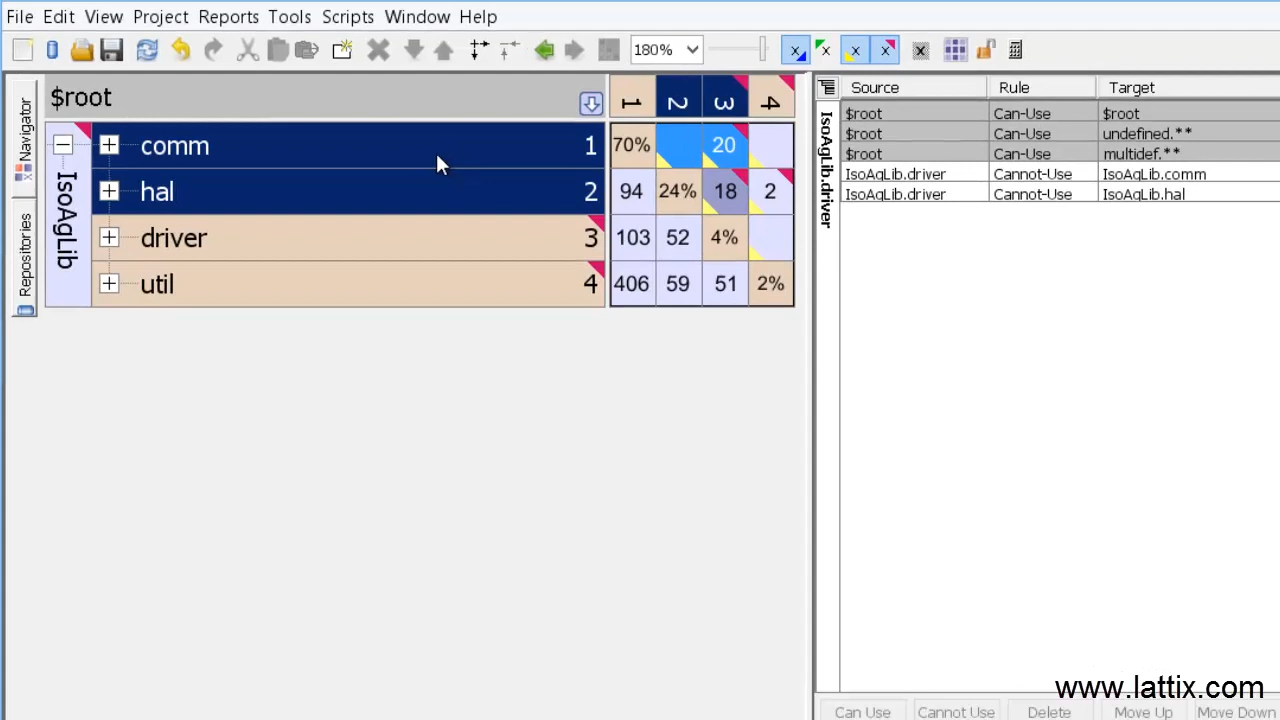 File Edit View Project Reports Tools Scripts Window Help
180%
Navigator
Repositories
$root
1 2 3 4
IsoAgLib
comm 1 70% 20
hal 2 94 24% 18 2
driver 3 103 52 4%
util 4 406 59 51 2%
IsoAgLib.driver
Source Rule Target
$root Can-Use $root
$root Can-Use undefined.**
$root Can-Use multidef.**
IsoAgLib.driver Cannot-Use IsoAgLib.comm
IsoAgLib.driver Cannot-Use IsoAgLib.hal
www.lattix.com
Can Use Cannot Use Delete Move Up Move Down